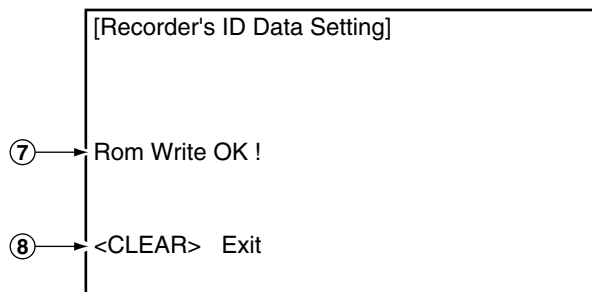 [Recorder's ID Data Setting]
7 Rom Write OK !
8 <CLEAR> Exit